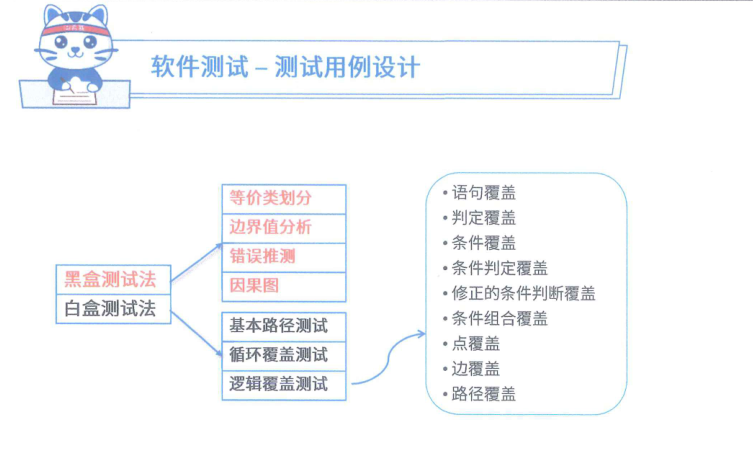 软件测试 – 测试用例设计
等价类划分
边界值分析
错误推测
因果图
黑盒测试法
白盒测试法
基本路径测试
循环覆盖测试
逻辑覆盖测试
• 语句覆盖
• 判定覆盖
• 条件覆盖
• 条件判定覆盖
• 修正的条件判断覆盖
• 条件组合覆盖
• 点覆盖
• 边覆盖
• 路径覆盖